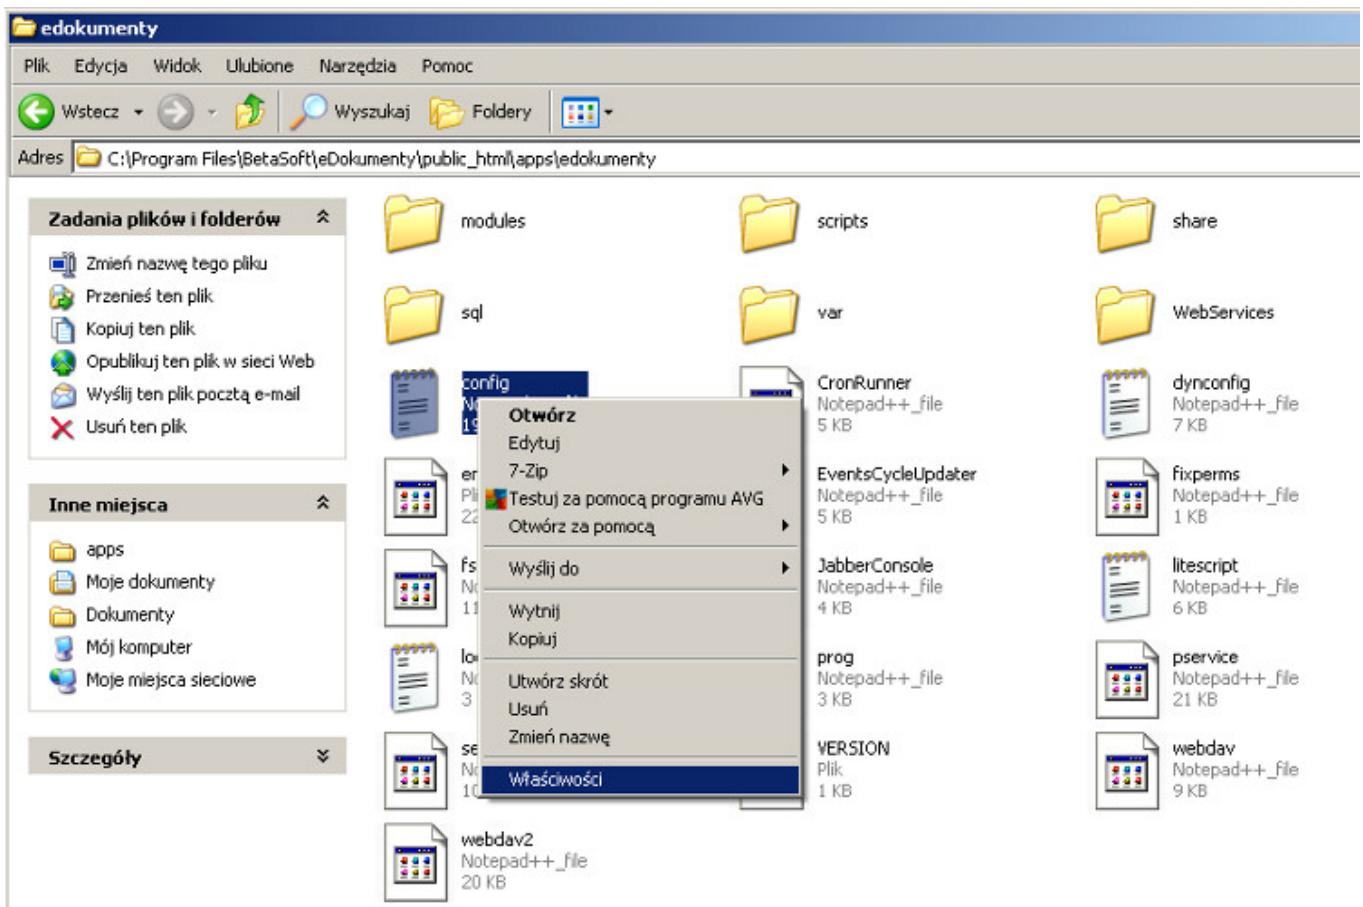 edokumenty
Plik Edycja Widok Ulubione Narzędzia Pomoc
Wstecz Wyszukaj Foldery
Adres C:\Program Files\BetaSoft\eDokumenty\public_html\apps\edokumenty
Zadania plików i folderów
Zmień nazwę tego pliku
Przenieś ten plik
Kopiuj ten plik
Opublikuj ten plik w sieci Web
Wyślij ten plik pocztą e-mail
Usuń ten plik
Inne miejsca
apps
Moje dokumenty
Dokumenty
Mój komputer
Moje miejsca sieciowe
Szczegóły
modules
scripts
share
sql
var
WebServices
config
CronRunner
Notepad++_file
5 KB
dynconfig
Notepad++_file
7 KB
EventsCycleUpdater
Notepad++_file
5 KB
fixperms
Notepad++_file
1 KB
JabberConsole
Notepad++_file
4 KB
litescript
Notepad++_file
6 KB
prog
Notepad++_file
3 KB
pservice
Notepad++_file
21 KB
VERSION
Plik
1 KB
webdav
Notepad++_file
9 KB
webdav2
Notepad++_file
20 KB
Otwórz
Edytuj
7-Zip
Testuj za pomocą programu AVG
Otwórz za pomocą
Wyślij do
Wytnij
Kopiuj
Utwórz skrót
Usuń
Zmień nazwę
Właściwości